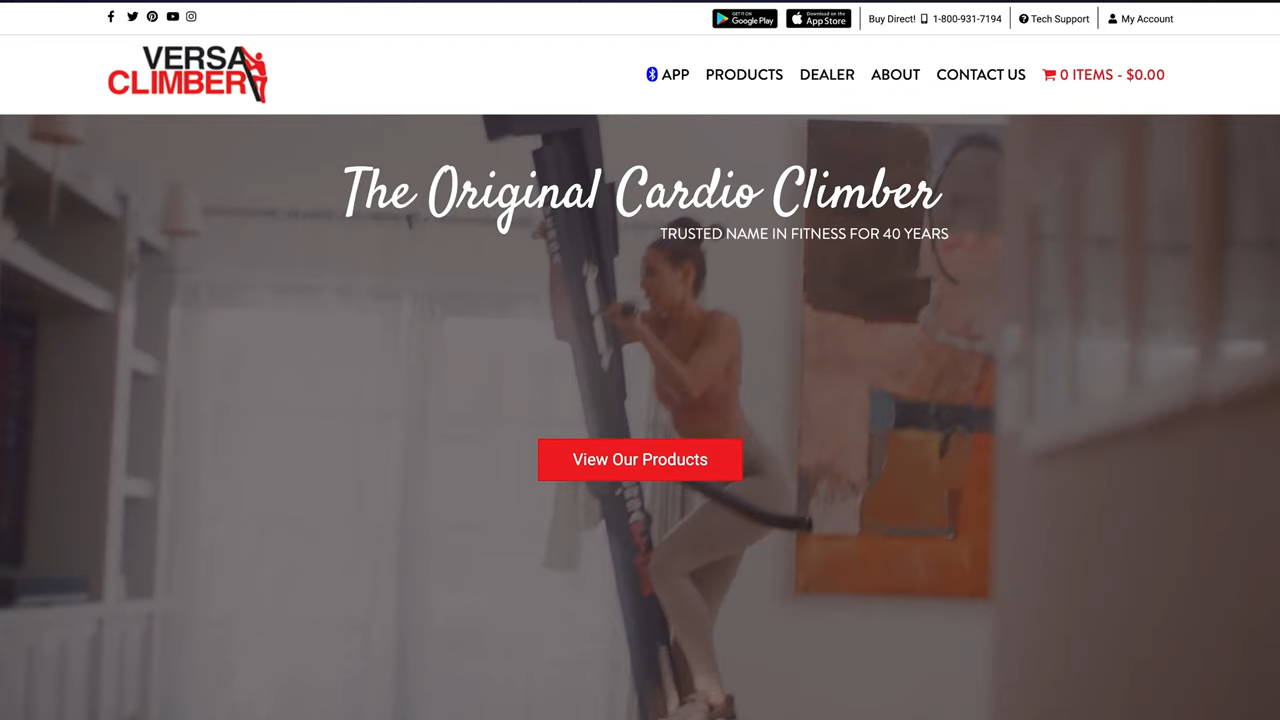 GET IT ON
Google Play
Download on the
App Store
Buy Direct! 1-800-931-7194
Tech Support
My Account
VERSA
CLIMBER
APP
PRODUCTS
DEALER
ABOUT
CONTACT US
0 ITEMS - $0.00
The Original Cardio Climber
TRUSTED NAME IN FITNESS FOR 40 YEARS
View Our Products